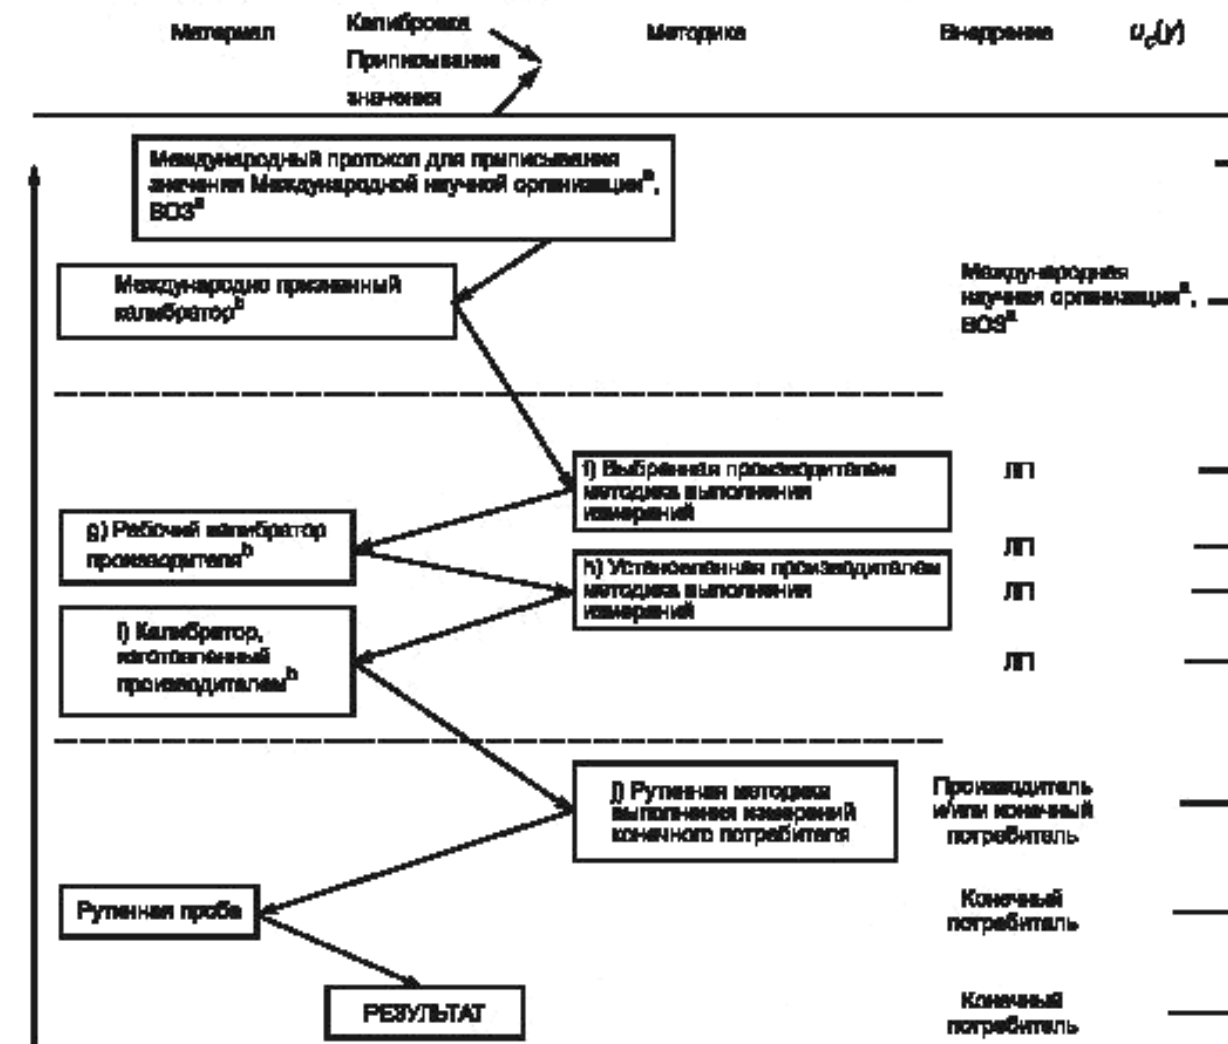 Материал
Калибровка
Приписывание
значения
Методика
Внедрение
u_c(y)
Международный протокол для приписывания
значения Международной научной организации^a,
ВОЗ^a
Международно признанный
калибратор^b
Международная
научная организация^a,
ВОЗ^a
f) Выбранная производителем
методика выполнения
измерений
ЛП
g) Рабочий калибратор
производителя^b
ЛП
h) Установленная производителем
методика выполнения
измерений
ЛП
i) Калибратор,
изготовленный
производителем^b
ЛП
j) Рутинная методика
выполнения измерений
конечного потребителя
Производитель
и/или конечный
потребитель
Рутинная проба
Конечный
потребитель
РЕЗУЛЬТАТ
Конечный
потребитель